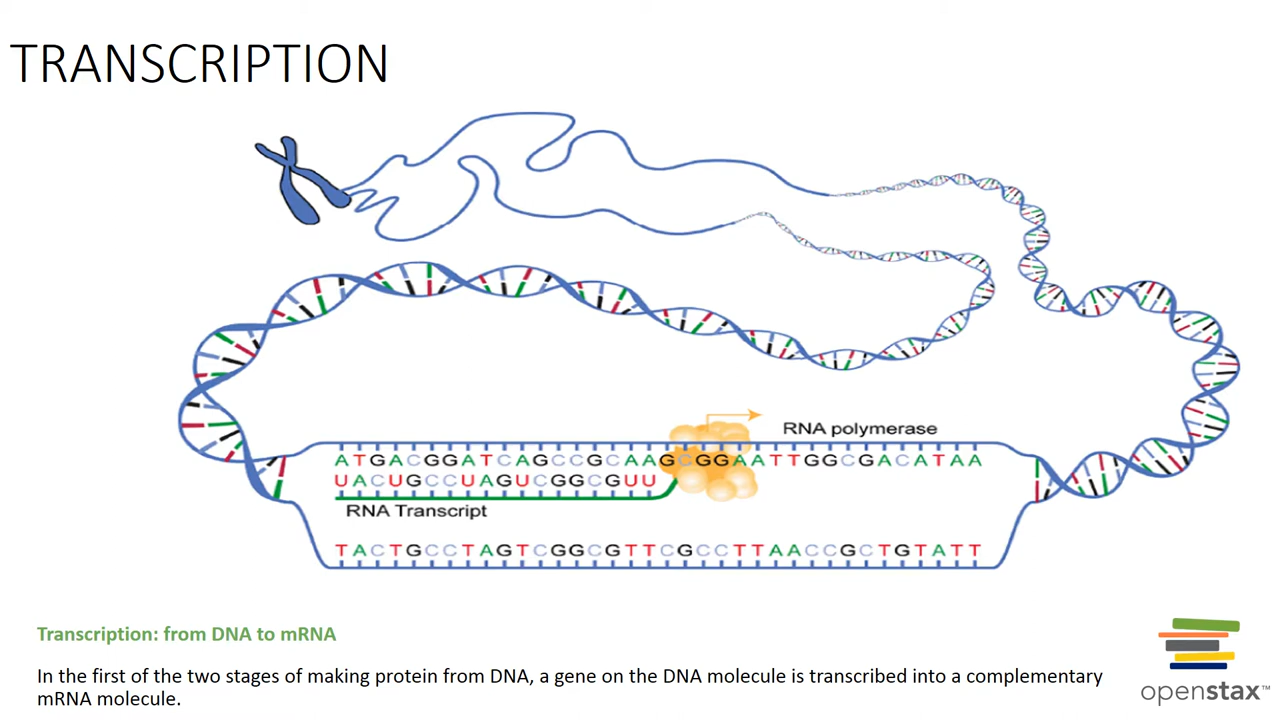 TRANSCRIPTION
RNA polymerase
ATGACGGATCAGCCGCAAGCGGAATTGGCGACATAA
UACUGCCUAGUCGGCGUU
RNA Transcript
TACTGCCTAGTCGGCGTTCGCCTTAACCGCTGTATT
Transcription: from DNA to mRNA
In the first of the two stages of making protein from DNA, a gene on the DNA molecule is transcribed into a complementary
mRNA molecule.
openstax™